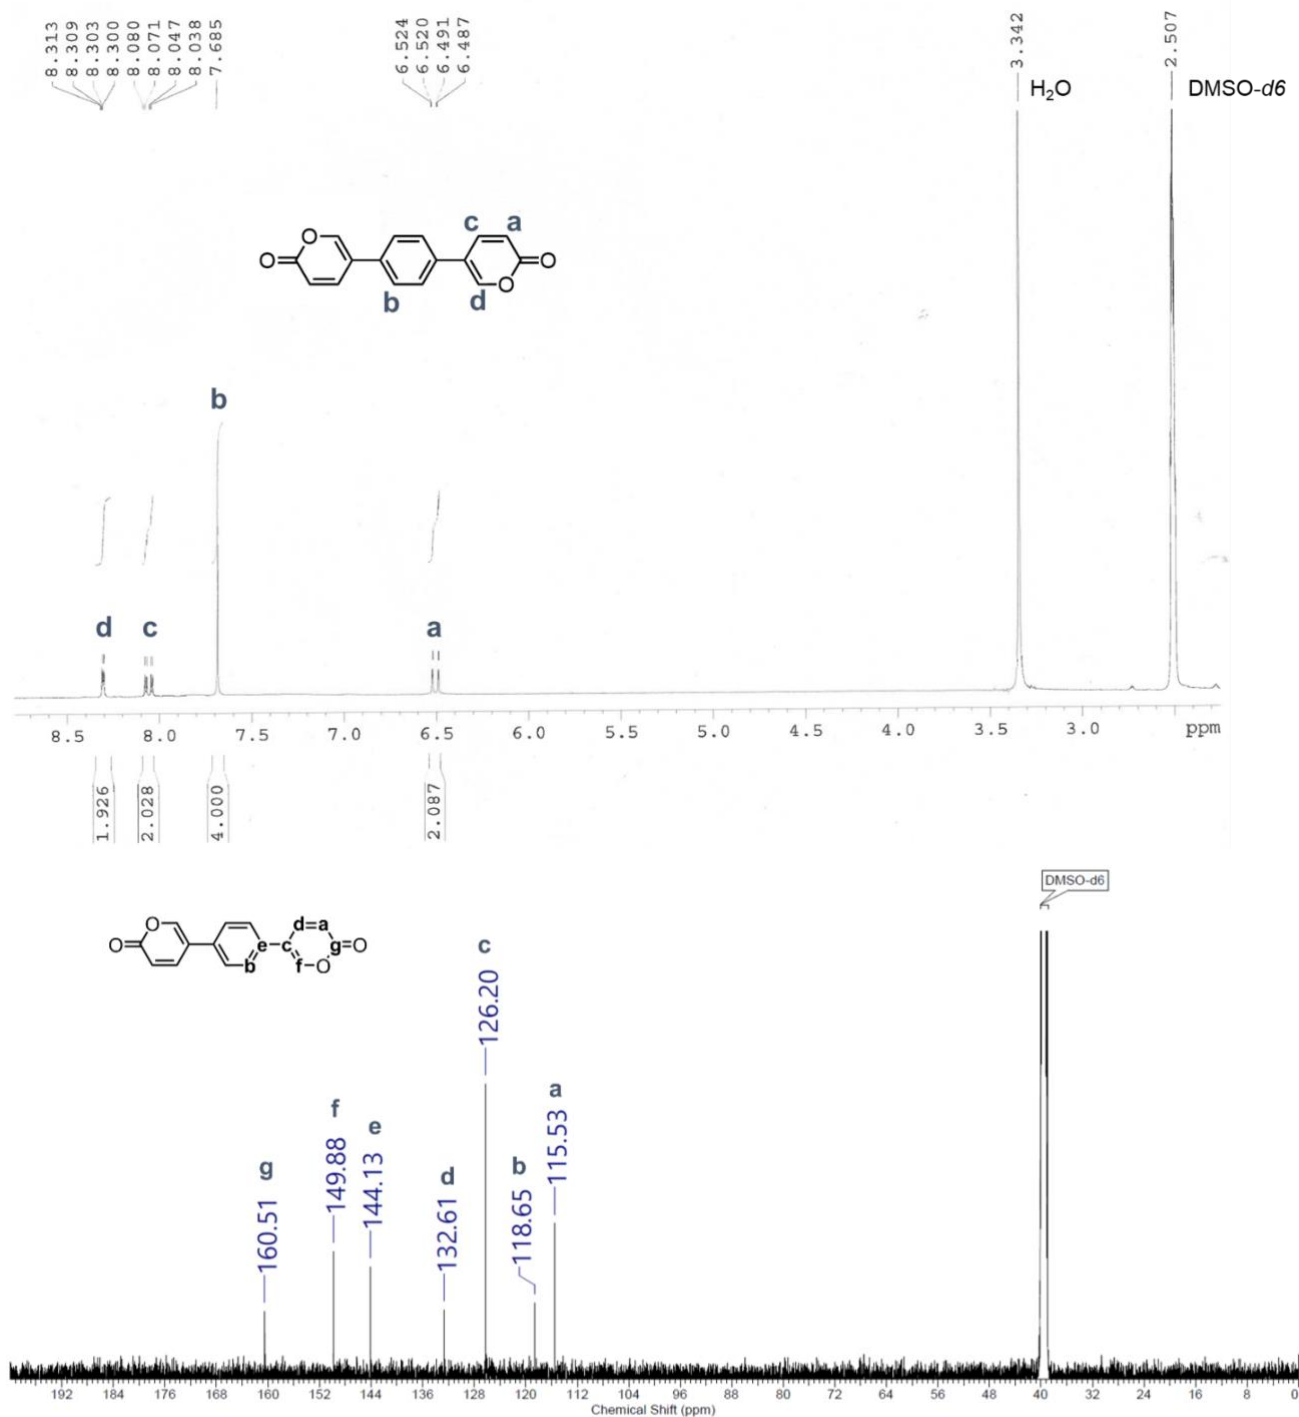 8.313
8.309
8.303
8.300
8.080
8.071
8.047
8.038
7.685
6.524
6.520
6.491
6.487
3.342
2.507
H₂O
DMSO-d6
c a
O O
O O
b d
b
d c a
8.5 8.0 7.5 7.0 6.5 6.0 5.5 5.0 4.5 4.0 3.5 3.0 ppm
1.926
2.028
4.000
2.087
DMSO-d6
O d=a
O e c g=O
b f O
g
160.51
f
149.88
e
144.13
d
132.61
c
126.20
b
118.65
a
115.53
192 184 176 168 160 152 144 136 128 120 112 104 96 88 80 72 64 56 48 40 32 24 16 8 0
Chemical Shift (ppm)